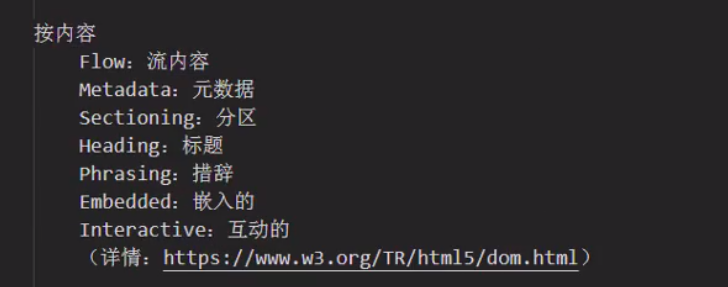 按内容
Flow：流内容
Metadata：元数据
Sectioning：分区
Heading：标题
Phrasing：措辞
Embedded：嵌入的
Interactive：互动的
（详情：https://www.w3.org/TR/html5/dom.html）